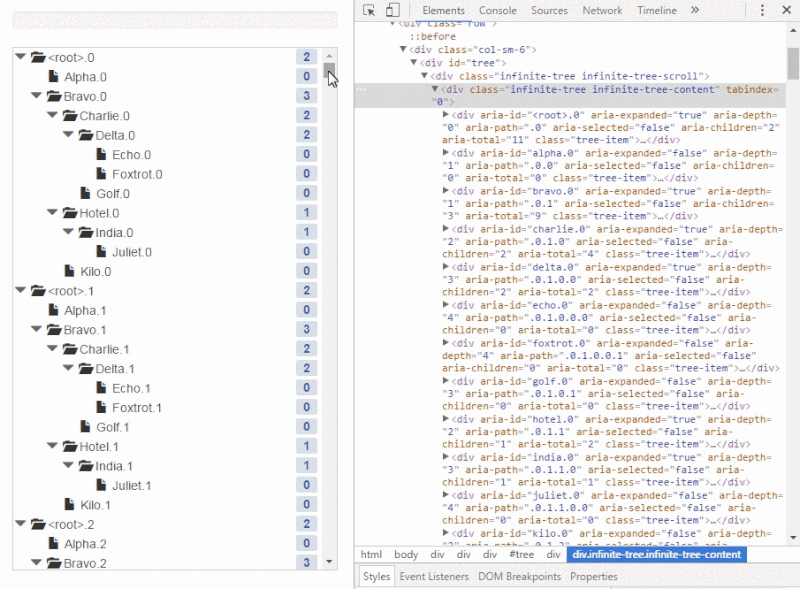 <root>.0 2
Alpha.0 0
Bravo.0 3
Charlie.0 2
Delta.0 2
Echo.0 0
Foxtrot.0 0
Golf.0 0
Hotel.0 1
India.0 1
Juliet.0 0
Kilo.0 0
<root>.1 2
Alpha.1 0
Bravo.1 3
Charlie.1 2
Delta.1 2
Echo.1 0
Foxtrot.1 0
Golf.1 0
Hotel.1 1
India.1 1
Juliet.1 0
Kilo.1 0
<root>.2 2
Alpha.2 0
Bravo.2 3
Elements Console Sources Network Timeline »
<div class="row">
::before
<div class="col-sm-6">
<div id="tree">
<div class="infinite-tree infinite-tree-scroll">
… <div class="infinite-tree infinite-tree-content" tabindex=
"0">
<div aria-id="<root>.0" aria-expanded="true" aria-depth=
"0" aria-path=".0" aria-selected="false" aria-children="2"
aria-total="11" class="tree-item">…</div>
<div aria-id="alpha.0" aria-expanded="false" aria-depth=
"1" aria-path=".0.0" aria-selected="false" aria-children=
"0" aria-total="0" class="tree-item">…</div>
<div aria-id="bravo.0" aria-expanded="true" aria-depth=
"1" aria-path=".0.1" aria-selected="false" aria-children=
"3" aria-total="9" class="tree-item">…</div>
<div aria-id="charlie.0" aria-expanded="true" aria-depth=
"2" aria-path=".0.1.0" aria-selected="false" aria-
children="2" aria-total="4" class="tree-item">…</div>
<div aria-id="delta.0" aria-expanded="true" aria-depth=
"3" aria-path=".0.1.0.0" aria-selected="false" aria-
children="2" aria-total="2" class="tree-item">…</div>
<div aria-id="echo.0" aria-expanded="false" aria-depth=
"4" aria-path=".0.1.0.0.0" aria-selected="false" aria-
children="0" aria-total="0" class="tree-item">…</div>
<div aria-id="foxtrot.0" aria-expanded="false" aria-
depth="4" aria-path=".0.1.0.0.1" aria-selected="false"
aria-children="0" aria-total="0" class="tree-item">…</div>
<div aria-id="golf.0" aria-expanded="false" aria-depth=
"3" aria-path=".0.1.0.1" aria-selected="false" aria-
children="0" aria-total="0" class="tree-item">…</div>
<div aria-id="hotel.0" aria-expanded="true" aria-depth=
"2" aria-path=".0.1.1" aria-selected="false" aria-
children="1" aria-total="2" class="tree-item">…</div>
<div aria-id="india.0" aria-expanded="true" aria-depth=
"3" aria-path=".0.1.1.0" aria-selected="false" aria-
children="1" aria-total="1" class="tree-item">…</div>
<div aria-id="juliet.0" aria-expanded="false" aria-depth=
"4" aria-path=".0.1.1.0.0" aria-selected="false" aria-
children="0" aria-total="0" class="tree-item">…</div>
<div aria-id="kilo.0" aria-expanded="false" aria-depth=
html body div div div #tree div div.infinite-tree.infinite-tree-content
Styles Event Listeners DOM Breakpoints Properties